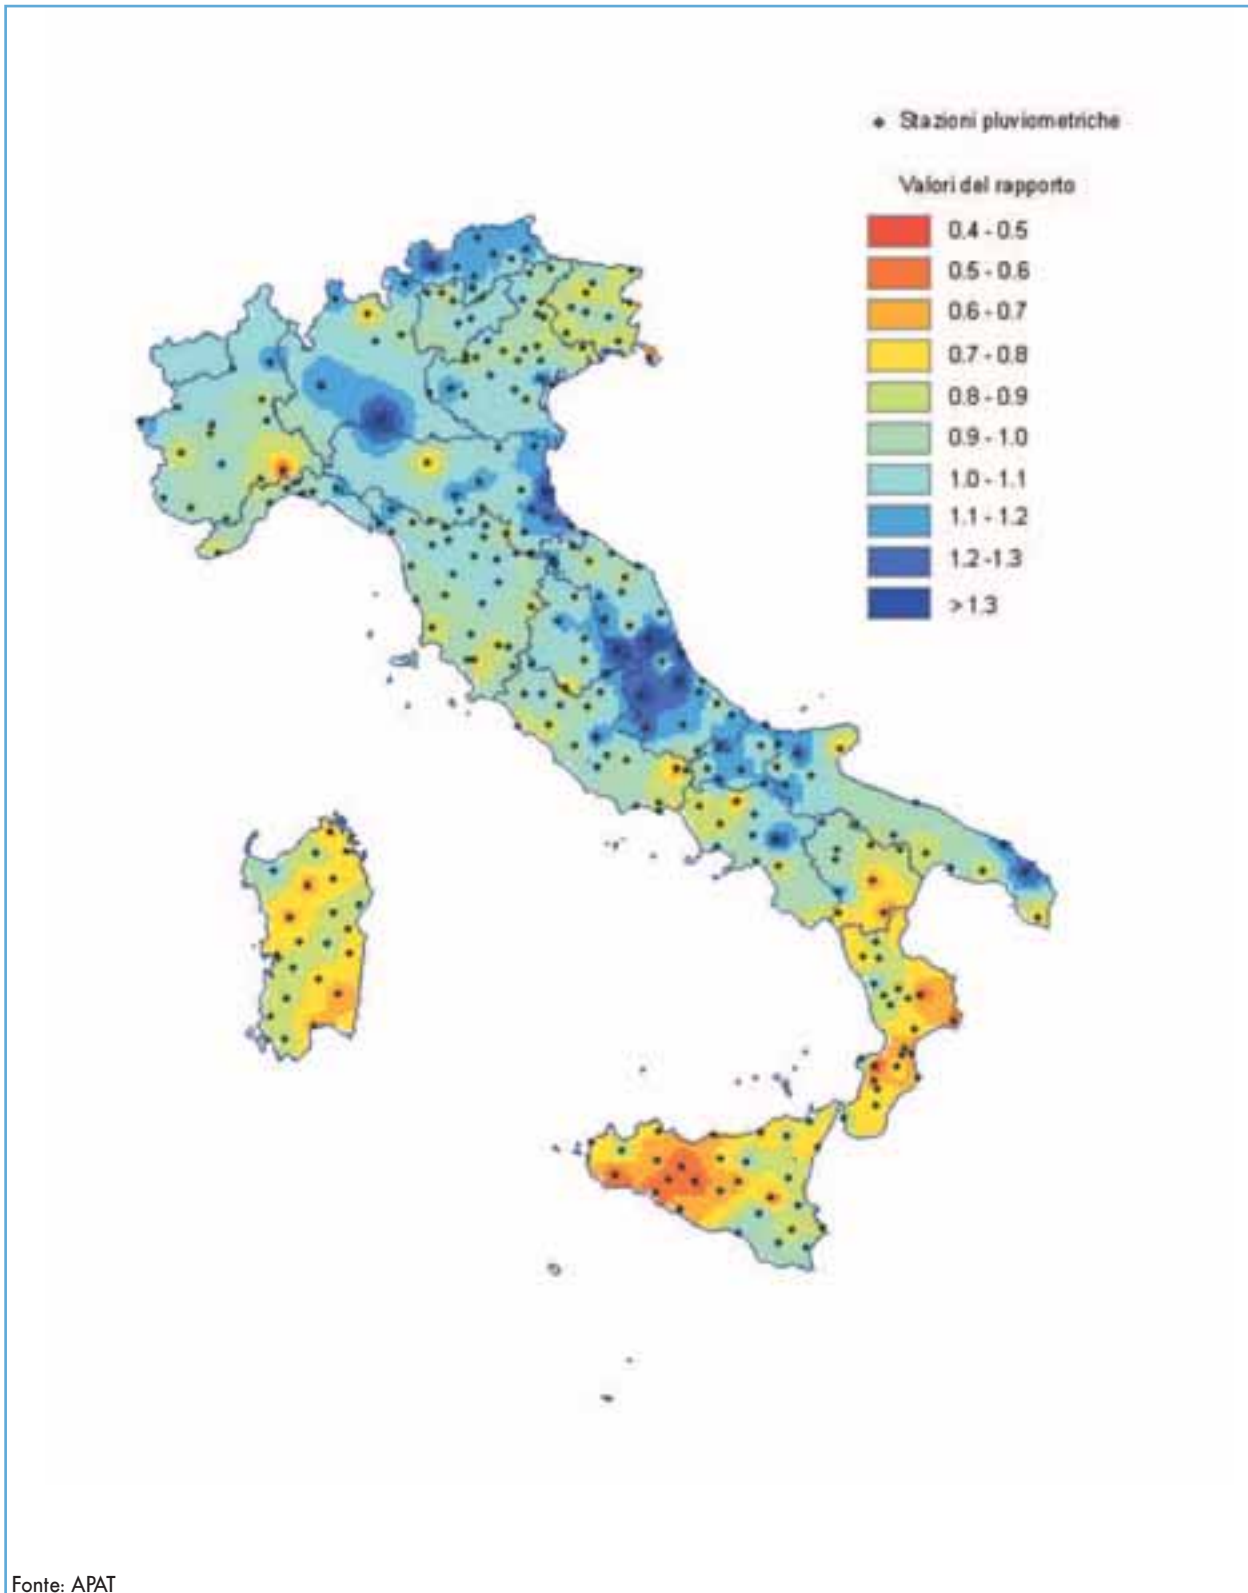 Stazioni pluviometriche
Valori del rapporto
0.4 - 0.5
0.5 - 0.6
0.6 - 0.7
0.7 - 0.8
0.8 - 0.9
0.9 - 1.0
1.0 - 1.1
1.1 - 1.2
1.2 -1.3
> 1.3
Fonte: APAT